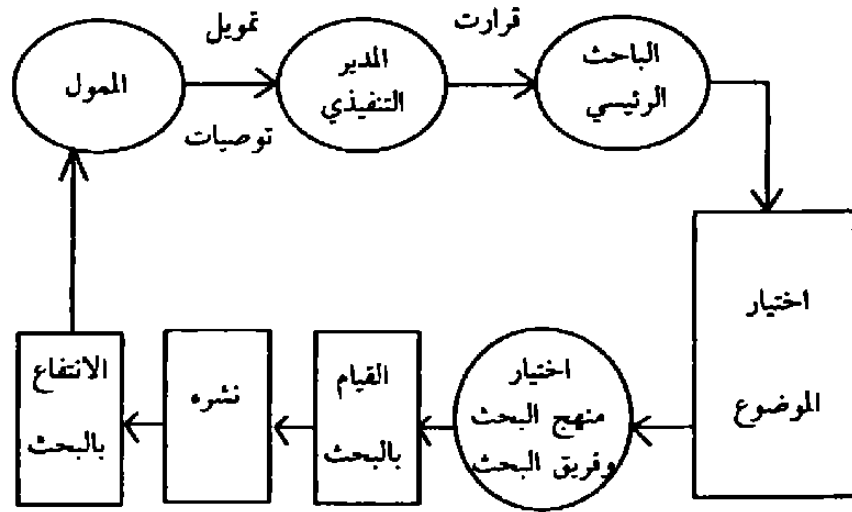 الممول
تمويل
توصيات
المدير
التنفيذي
قرارت
الباحث
الرئيسي
اختيار
الموضوع
اختيار
منهج البحث
وفريق البحث
القيام
بالبحث
نشره
الانتفاع
بالبحث